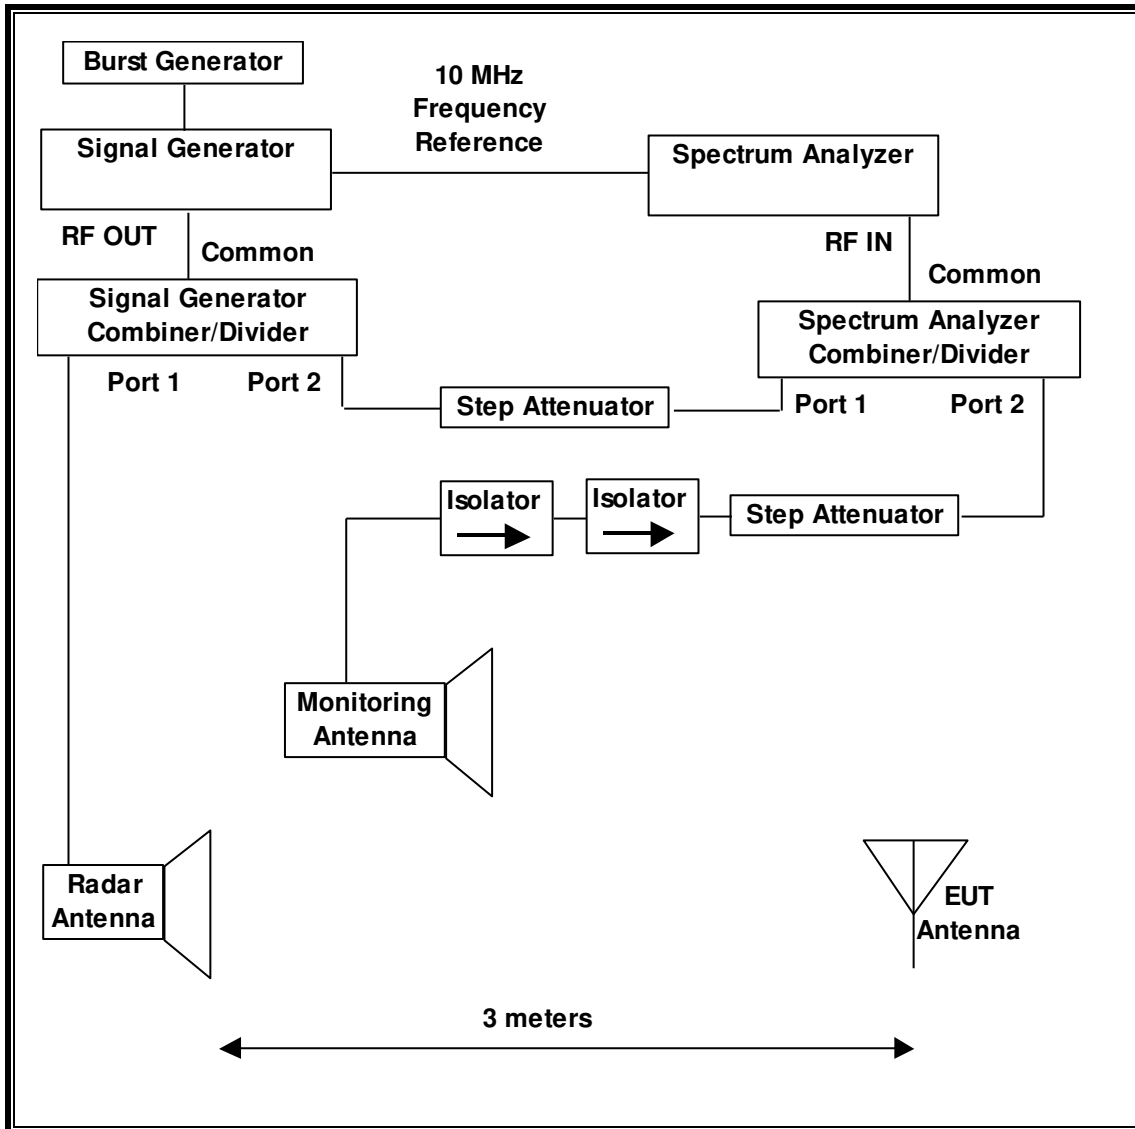 Burst Generator
10 MHz
Frequency
Reference
Signal Generator
Spectrum Analyzer
RF OUT
Common
RF IN
Common
Signal Generator
Combiner/Divider
Spectrum Analyzer
Combiner/Divider
Port 1
Port 2
Step Attenuator
Port 1
Port 2
Isolator
Isolator
Step Attenuator
Monitoring
Antenna
Radar
Antenna
EUT
Antenna
3 meters